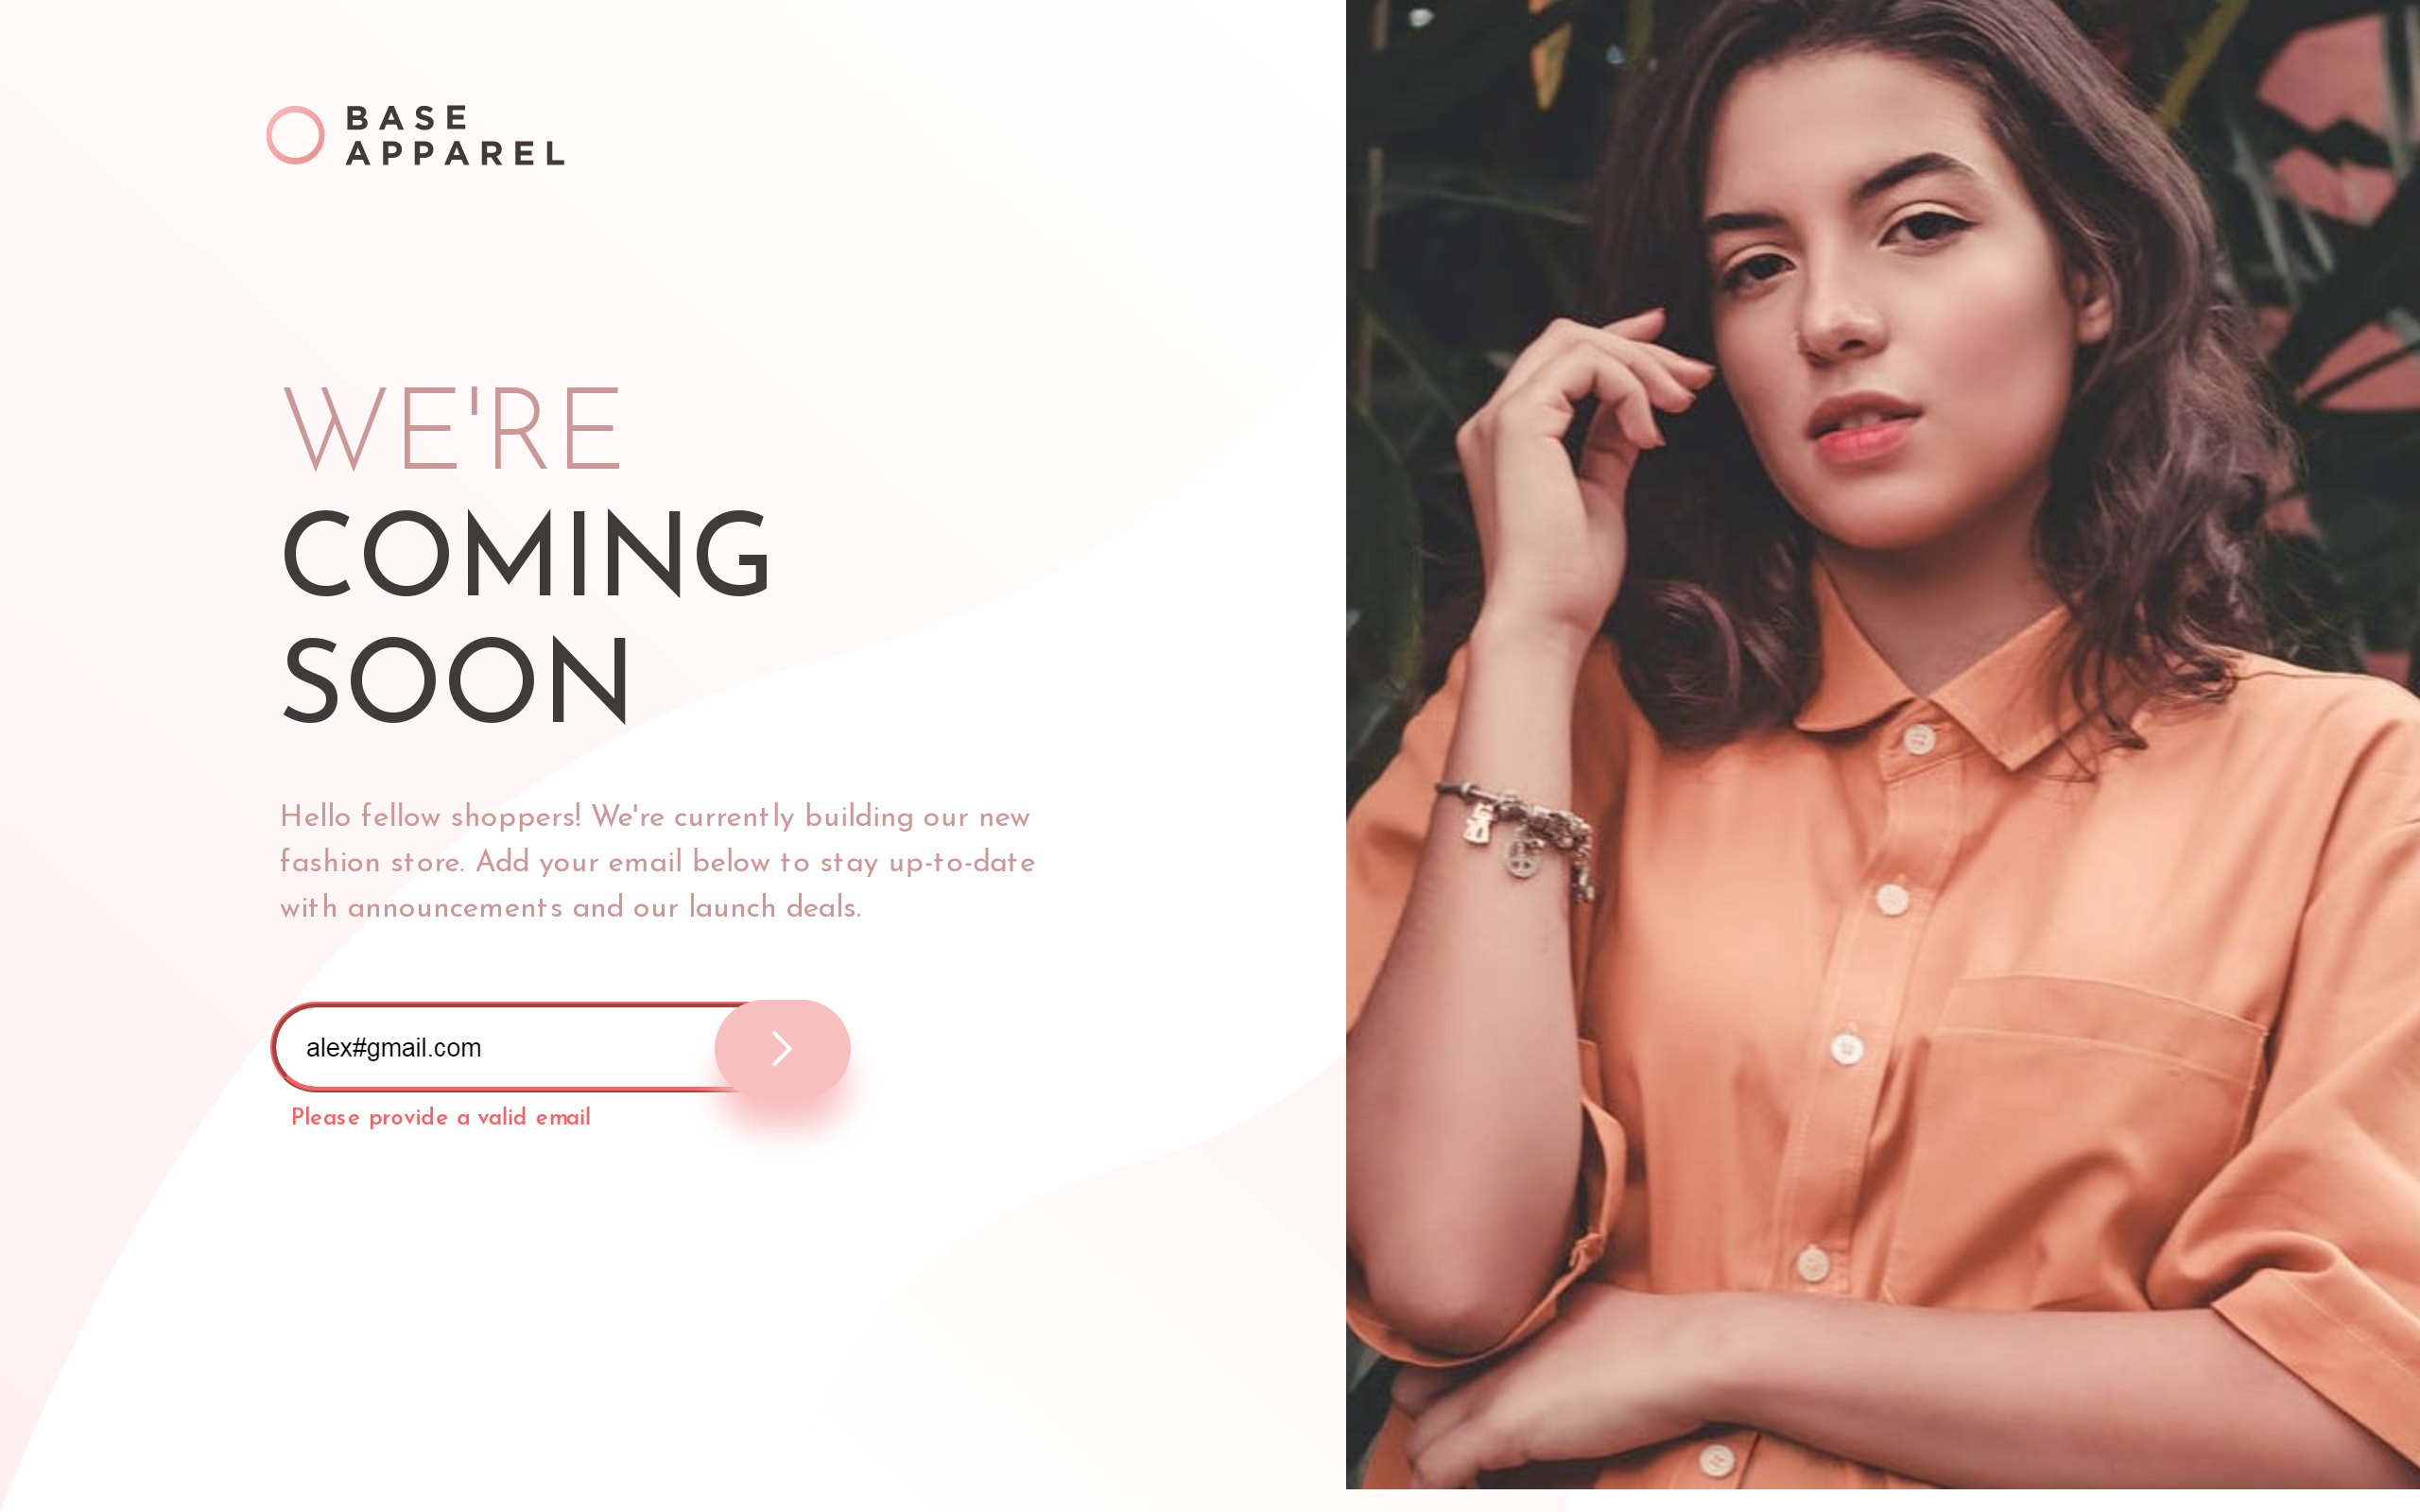 BASE
APPAREL
WE'RE
COMING
SOON
Hello fellow shoppers! We're currently building our new
fashion store. Add your email below to stay up-to-date
with announcements and our launch deals.
alex#gmail.com
Please provide a valid email